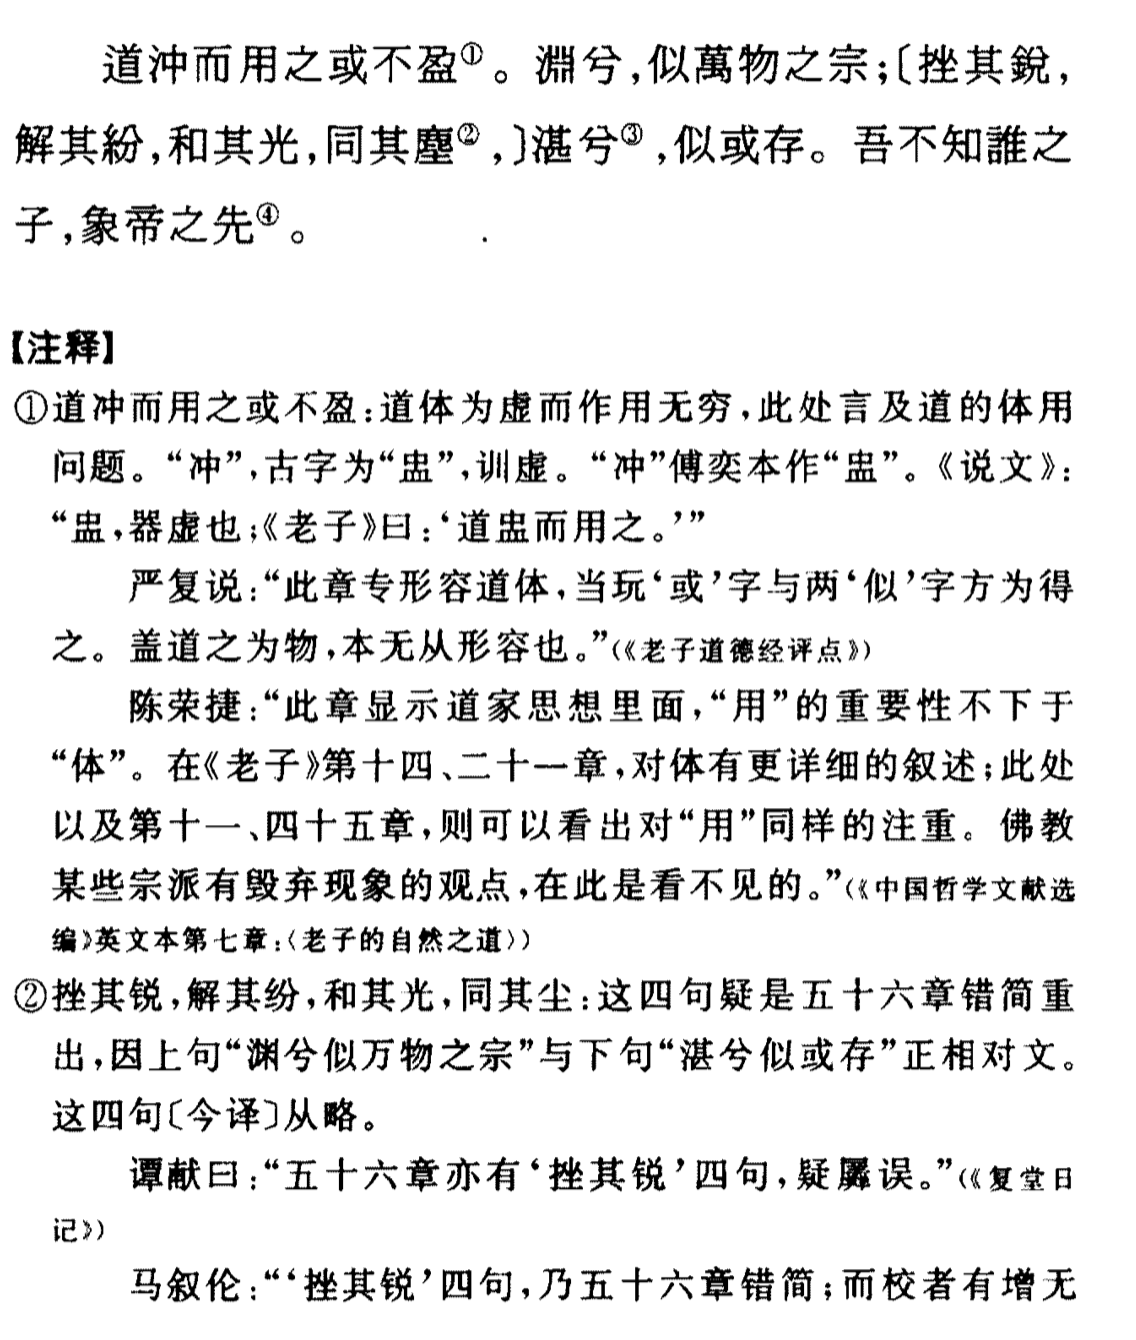 道沖而用之或不盈①。淵兮,似萬物之宗;〔挫其銳,
解其紛,和其光,同其塵②,〕湛兮③,似或存。吾不知誰之
子,象帝之先④。
【注释】
①道冲而用之或不盈:道体为虚而作用无穷,此处言及道的体用
问题。“冲”,古字为“盅”,训虚。“冲”傅奕本作“盅”。《说文》:
“盅,器虚也;《老子》曰:‘道盅而用之。’”
严复说:“此章专形容道体,当玩‘或’字与两‘似’字方为得
之。盖道之为物,本无从形容也。”(《老子道德经评点》)
陈荣捷:“此章显示道家思想里面,“用”的重要性不下于
“体”。在《老子》第十四、二十一章,对体有更详细的叙述;此处
以及第十一、四十五章,则可以看出对“用”同样的注重。佛教
某些宗派有毁弃现象的观点,在此是看不见的。”(《中国哲学文献选
编》英文本第七章:〈老子的自然之道〉)
②挫其锐,解其纷,和其光,同其尘:这四句疑是五十六章错简重
出,因上句“渊兮似万物之宗”与下句“湛兮似或存”正相对文。
这四句〔今译〕从略。
谭献曰:“五十六章亦有‘挫其锐’四句,疑羼误。”(《复堂日
记》)
马叙伦:“‘挫其锐’四句,乃五十六章错简;而校者有增无